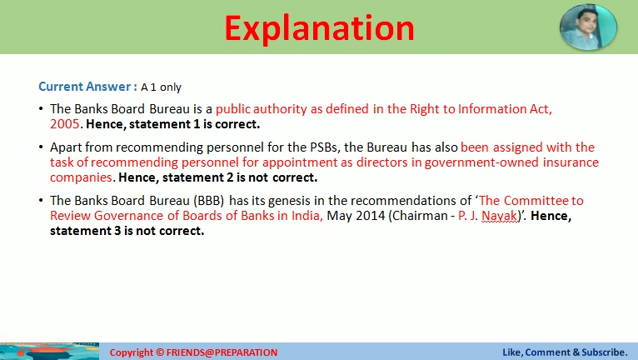 Explanation
Current Answer : A 1 only
• The Banks Board Bureau is a public authority as defined in the Right to Information Act,
2005. Hence, statement 1 is correct.
• Apart from recommending personnel for the PSBs, the Bureau has also been assigned with the
task of recommending personnel for appointment as directors in government-owned insurance
companies. Hence, statement 2 is not correct.
• The Banks Board Bureau (BBB) has its genesis in the recommendations of ‘The Committee to
Review Governance of Boards of Banks in India, May 2014 (Chairman - P. J. Nayak)’. Hence,
statement 3 is not correct.
Copyright © FRIENDS@PREPARATION
Like, Comment & Subscribe.